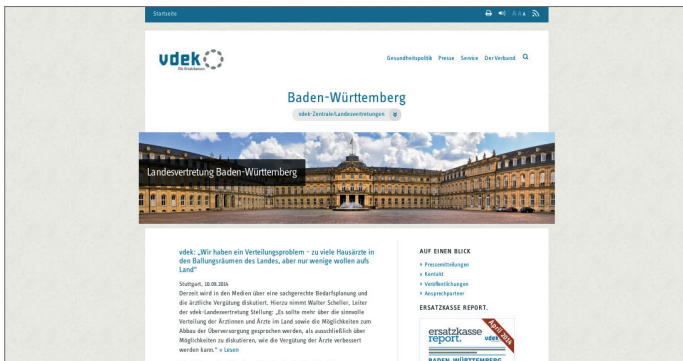 Startseite
A A A
vdek
Die Ersatzkassen
Gesundheitspolitik Presse Service Der Verband
Baden-Württemberg
vdek-Zentrale/Landesvertretungen
Landesvertretung Baden-Württemberg
vdek: „Wir haben ein Verteilungsproblem – zu viele Hausärzte in
den Ballungsräumen des Landes, aber nur wenige wollen aufs
Land“
Stuttgart, 10.09.2014
Derzeit wird in den Medien über eine sachgerechte Bedarfsplanung und
die ärztliche Vergütung diskutiert. Hierzu nimmt Walter Scheller, Leiter
der vdek-Landesvertretung Stellung: „Es sollte mehr über die sinnvolle
Verteilung der Ärztinnen und Ärzte im Land sowie die Möglichkeiten zum
Abbau der Überversorgung gesprochen werden, als ausschließlich über
Möglichkeiten zu diskutieren, wie die Vergütung der Ärzte verbessert
werden kann.“ » Lesen
AUF EINEN BLICK
» Pressemitteilungen
» Kontakt
» Veröffentlichungen
» Ansprechpartner
ERSATZKASSE REPORT.
ersatzkasse
report.
vdek
April 2014
BADEN-WÜRTTEMBERG